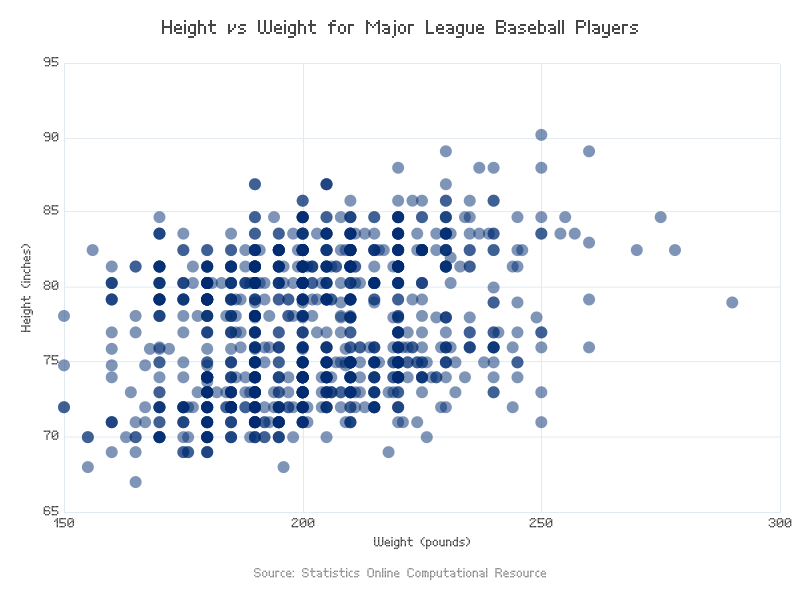 Height vs Weight for Major League Baseball Players
95
90
85
80
75
70
65
Height (inches)
150 200 250 300
Weight (pounds)
Source: Statistics Online Computational Resource